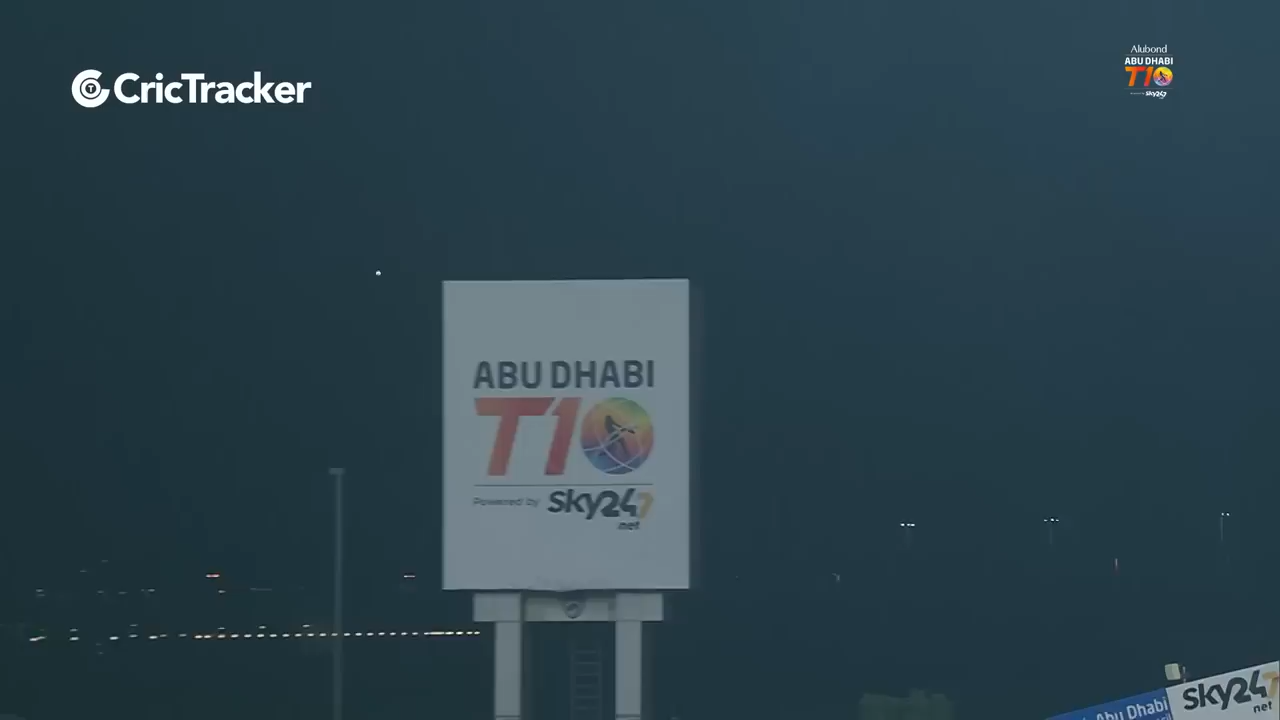 CricTracker
Alubond
ABU DHABI
T10
sky247
ABU DHABI
T10
Powered by sky247
net
Abu Dhabi
sky247
net